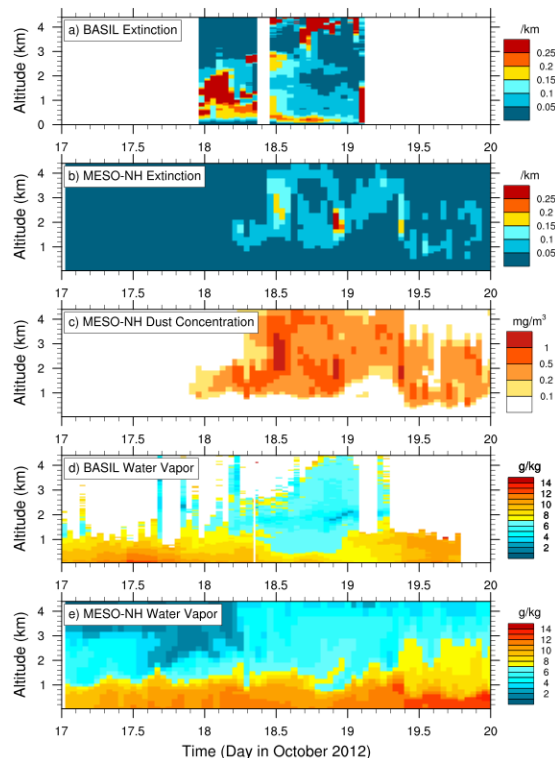 a) BASIL Extinction
Altitude (km)
4
3
2
1
0
17 17.5 18 18.5 19 19.5 20
/km
0.25
0.2
0.15
0.1
0.05
b) MESO-NH Extinction
Altitude (km)
4
3
2
1
17 17.5 18 18.5 19 19.5 20
/km
0.25
0.2
0.15
0.1
0.05
c) MESO-NH Dust Concentration
Altitude (km)
4
3
2
1
17 17.5 18 18.5 19 19.5 20
mg/m³
1
0.5
0.2
0.1
d) BASIL Water Vapor
Altitude (km)
4
3
2
1
17 17.5 18 18.5 19 19.5 20
g/kg
14
12
10
8
6
4
2
e) MESO-NH Water Vapor
Altitude (km)
4
3
2
1
17 17.5 18 18.5 19 19.5 20
g/kg
14
12
10
8
6
4
2
Time (Day in October 2012)